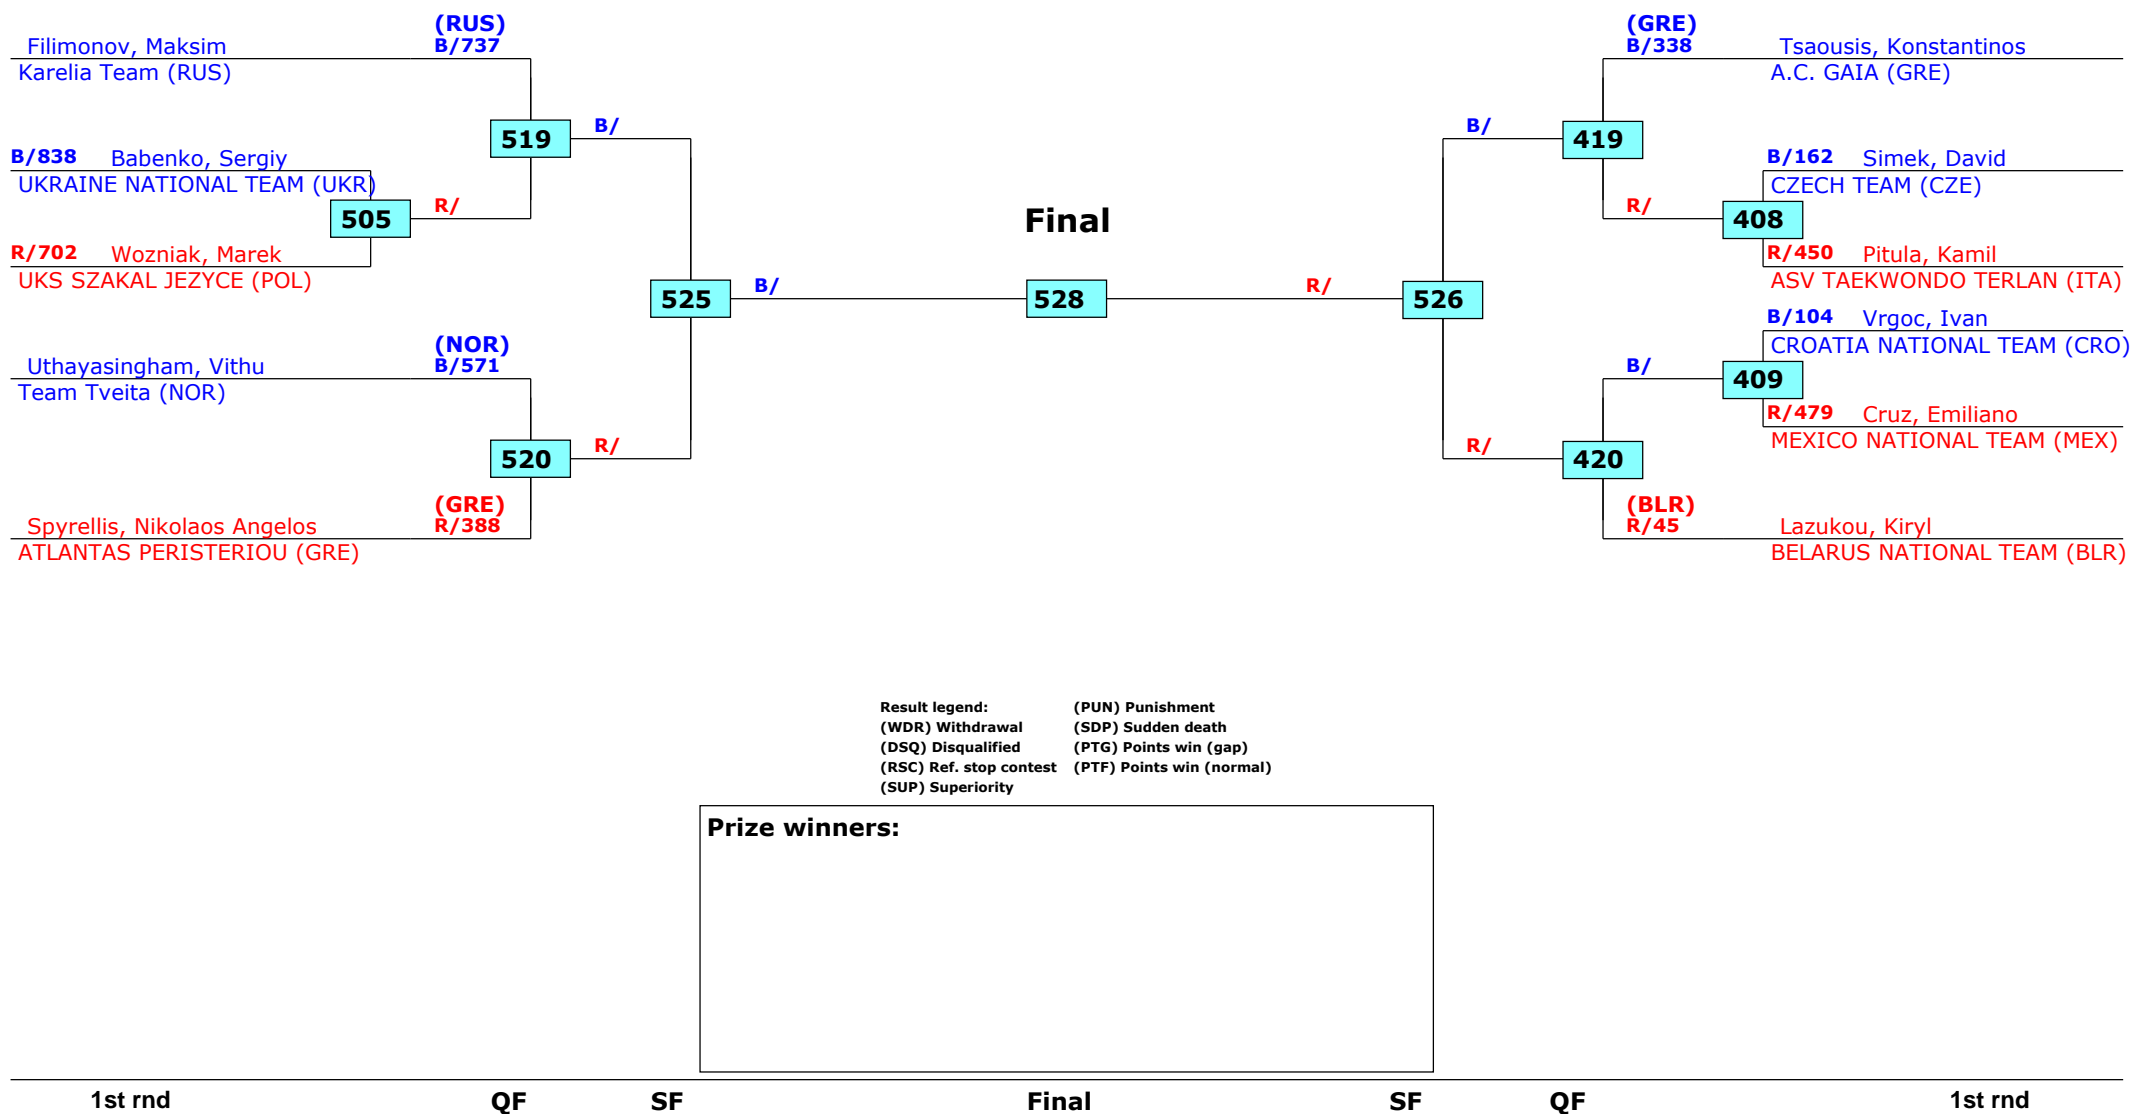 (RUS)
Filimonov, Maksim B/737
Karelia Team (RUS)
519
B/
B/838 Babenko, Sergiy
UKRAINE NATIONAL TEAM (UKR)
505
R/
R/702 Wozniak, Marek
UKS SZAKAL JEZYCE (POL)
525
B/
(NOR)
Uthayasingham, Vithu B/571
Team Tveita (NOR)
520
R/
(GRE)
Spyrellis, Nikolaos Angelos R/388
ATLANTAS PERISTERIOU (GRE)
Final
528
(GRE)
B/338 Tsaousis, Konstantinos
A.C. GAIA (GRE)
B/
419
B/162 Simek, David
CZECH TEAM (CZE)
R/
408
R/450 Pitula, Kamil
ASV TAEKWONDO TERLAN (ITA)
R/
526
B/104 Vrgoc, Ivan
CROATIA NATIONAL TEAM (CRO)
B/
409
R/479 Cruz, Emiliano
MEXICO NATIONAL TEAM (MEX)
R/
420
(BLR)
R/45 Lazukou, Kiryl
BELARUS NATIONAL TEAM (BLR)
Result legend: (PUN) Punishment
(WDR) Withdrawal (SDP) Sudden death
(DSQ) Disqualified (PTG) Points win (gap)
(RSC) Ref. stop contest (PTF) Points win (normal)
(SUP) Superiority
Prize winners:
1st rnd QF SF Final SF QF 1st rnd